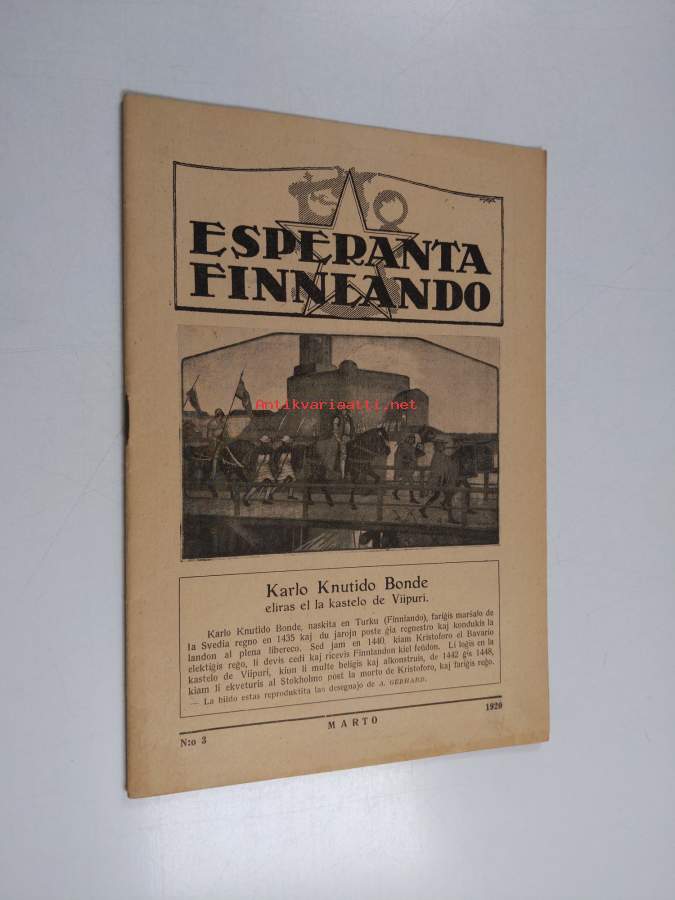 ESPERANTA
FINNLANDO
Antikvariaatti.net
Karlo Knutido Bonde
eliras el la kastelo de Viipuri.
Karlo Knutido Bonde, naskita en Turku (Finnlando), fariĝis marŝalo de
la Svedia regno en 1435 kaj du jarojn poste ĝia regnestro kaj kondukis la
landon al plena libereco. Sed jam en 1440, kiam Kristoforo el Bavario
elektiĝis reĝo, li devis cedi kaj ricevis Finnlandon kiel feŭdon. Li loĝis en la
kastelo de Viipuri, kiun li multe beligis kaj alkonstruis, de 1442 ĝis 1448,
kiam li ekveturis al Stokholmo post la morto de Kristoforo, kaj fariĝis reĝo.
— La bildo estas reproduktita laŭ desegnajo de A. GEBHARD.
N:o 3
MARTO
1920